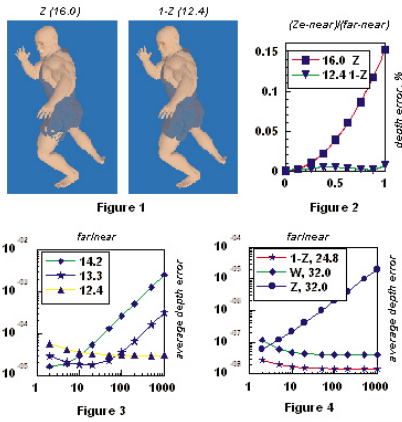 Z (16.0)
1-Z (12.4)
Figure 1
(Ze-near)/(far-near)
16.0 Z
12.4 1-Z
0.15
0.1
0.05
0
0
0.5
1
depth error, %
Figure 2
far/near
14.2
13.3
12.4
10 -02
10 -03
10 -04
10 -05
1
10
100
1000
average depth error
Figure 3
far/near
1-Z, 24.8
W, 32.0
Z, 32.0
10 -04
10 -05
10 -06
10 -07
10 -08
1
10
100
1000
average depth error
Figure 4